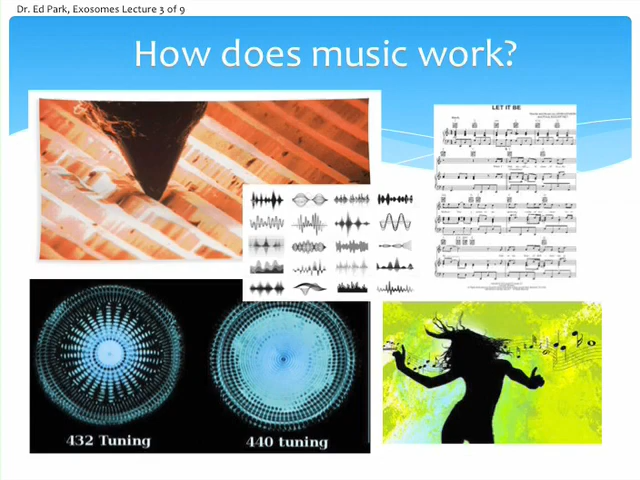 Dr. Ed Park, Exosomes Lecture 3 of 9
How does music work?
LET IT BE
432 Tuning
440 tuning